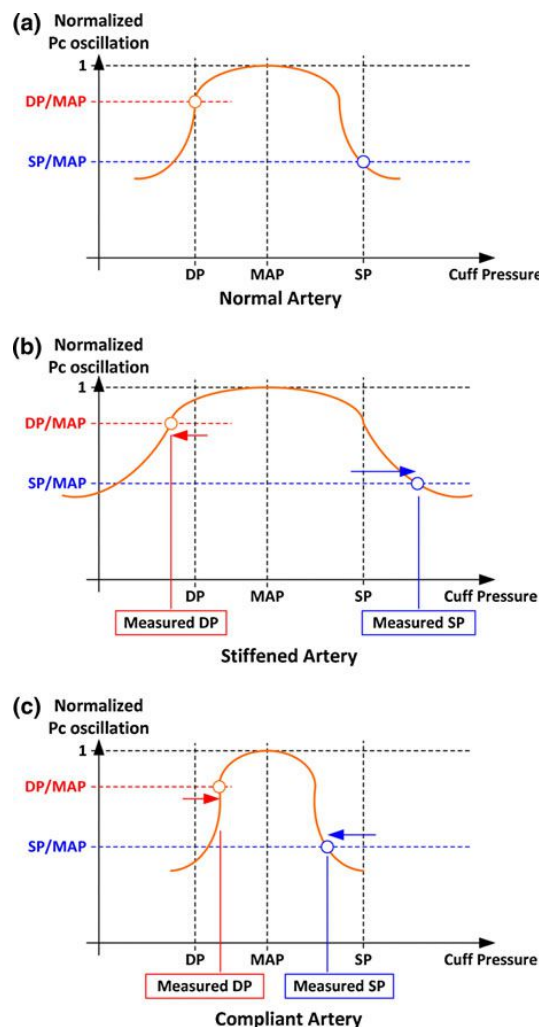 (a) Normalized
Pc oscillation
1
DP/MAP
SP/MAP
DP MAP SP Cuff Pressure
Normal Artery
(b) Normalized
Pc oscillation
1
DP/MAP
SP/MAP
DP MAP SP Cuff Pressure
Measured DP Measured SP
Stiffened Artery
(c) Normalized
Pc oscillation
1
DP/MAP
SP/MAP
DP MAP SP Cuff Pressure
Measured DP Measured SP
Compliant Artery